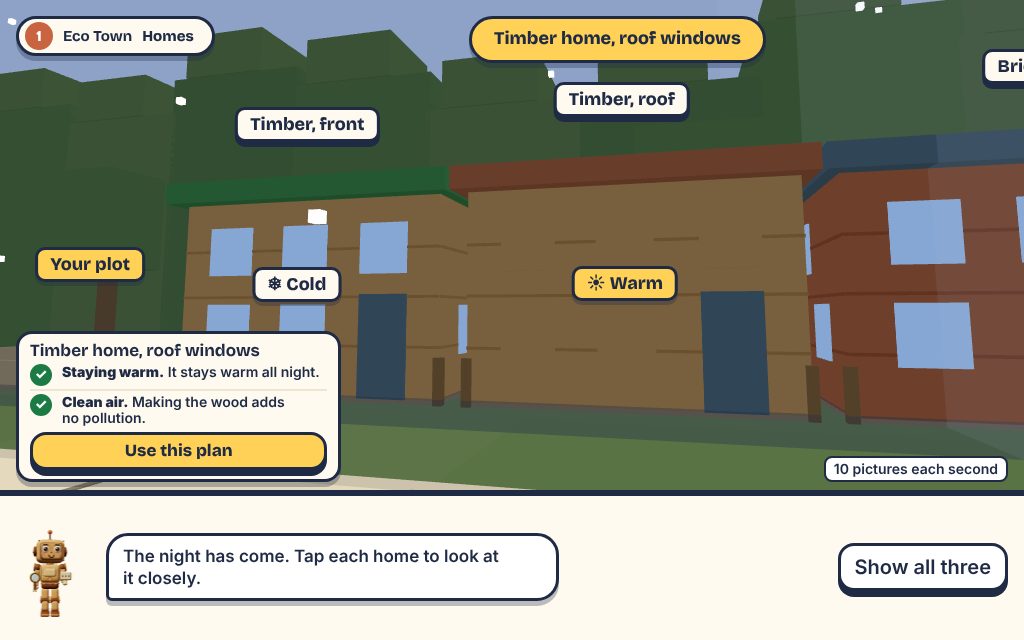 1 Eco Town Homes
Timber home, roof windows
Timber, roof
Timber, front
Your plot
❄ Cold
☀ Warm
Timber home, roof windows
Staying warm. It stays warm all night.
Clean air. Making the wood adds
no pollution.
Use this plan
10 pictures each second
The night has come. Tap each home to look at
it closely.
Show all three